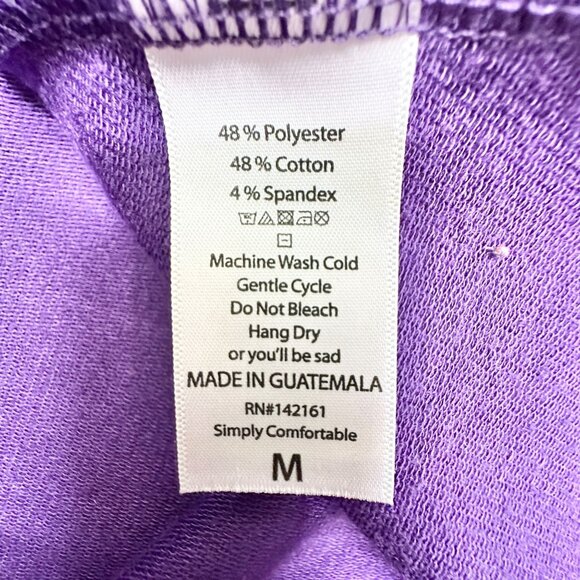 48% Polyester
48% Cotton
4% Spandex
Machine Wash Cold
Gentle Cycle
Do Not Bleach
Hang Dry
or you'll be sad
MADE IN GUATEMALA
RN#142161
Simply Comfortable
M